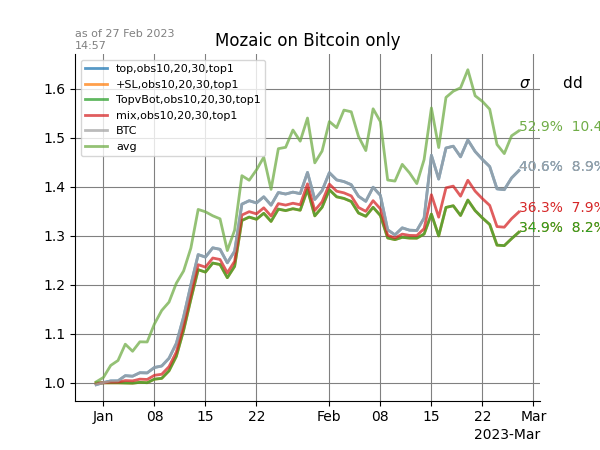 as of 27 Feb 2023
14:57
Mozaic on Bitcoin only
top,obs10,20,30,top1
+SL,obs10,20,30,top1
TopvBot,obs10,20,30,top1
mix,obs10,20,30,top1
BTC
avg
σ dd
52.9% 10.4
40.6% 8.9%
36.3% 7.9%
34.9% 8.2%
1.6
1.5
1.4
1.3
1.2
1.1
1.0
Jan 08 15 22 Feb 08 15 22 Mar
2023-Mar